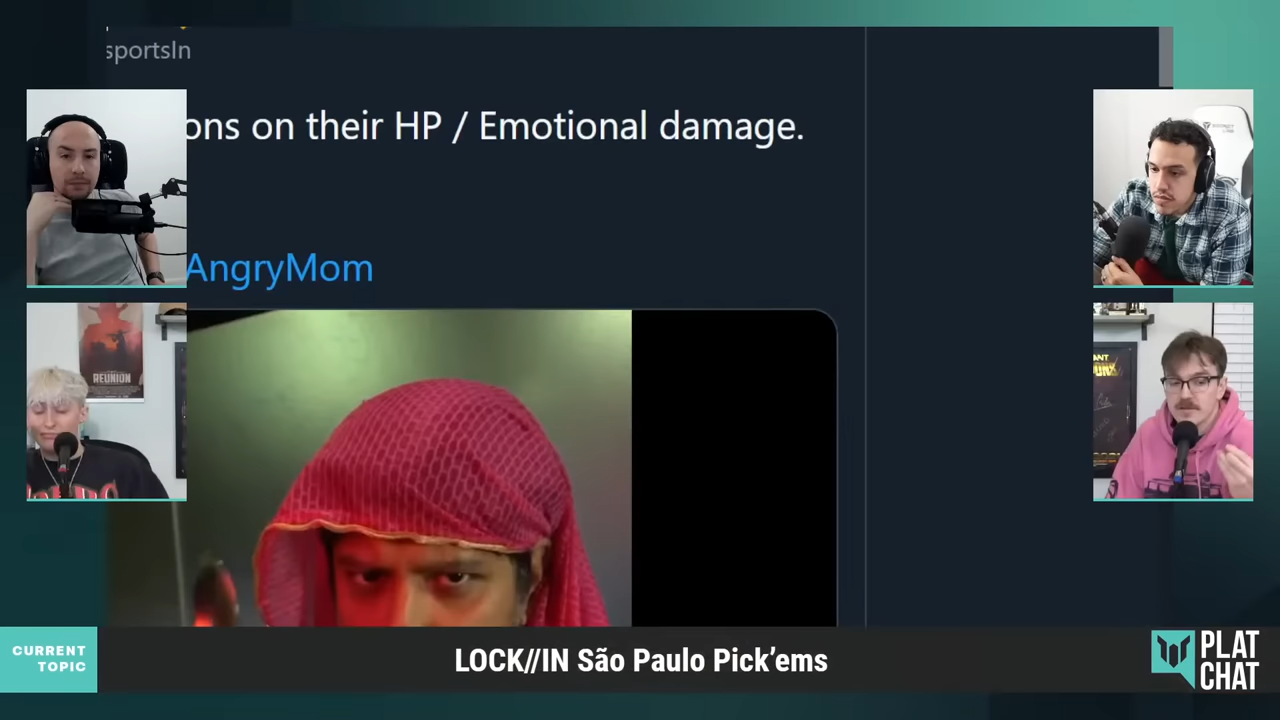 sportsIn
ons on their HP / Emotional damage.
AngryMom
REUNION
CURRENT
TOPIC
LOCK//IN São Paulo Pick’ems
PLAT
CHAT